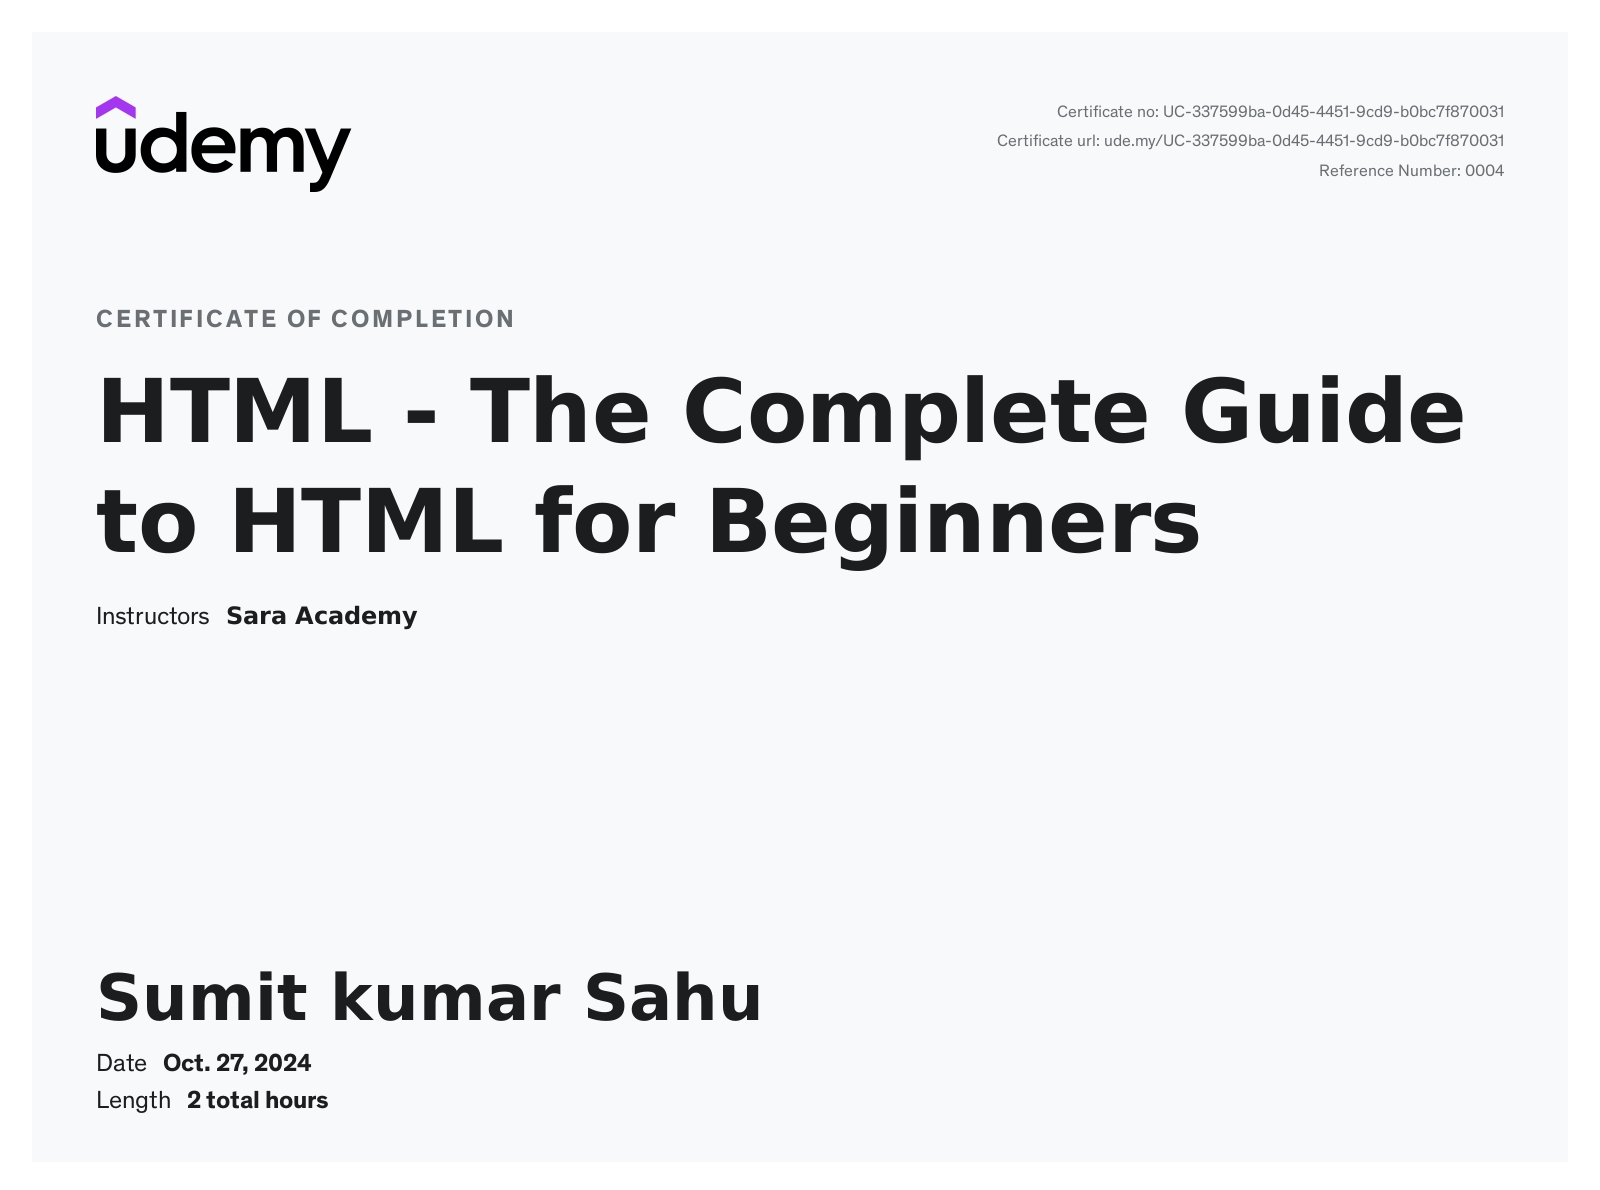 udemy
Certificate no: UC-337599ba-0d45-4451-9cd9-b0bc7f870031
Certificate url: ude.my/UC-337599ba-0d45-4451-9cd9-b0bc7f870031
Reference Number: 0004
CERTIFICATE OF COMPLETION
HTML - The Complete Guide
to HTML for Beginners
Instructors Sara Academy
Sumit kumar Sahu
Date Oct. 27, 2024
Length 2 total hours